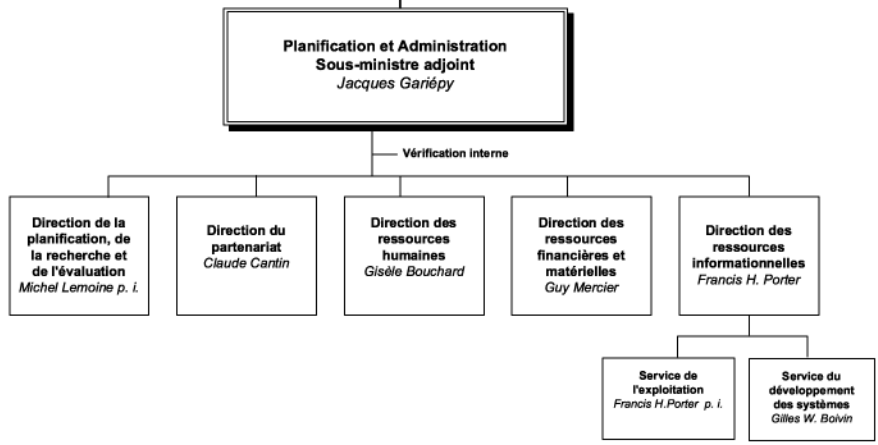 Planification et Administration
Sous-ministre adjoint
Jacques Gariépy
Vérification interne
Direction de la
planification, de
la recherche et
de l'évaluation
Michel Lemoine p. i.
Direction du
partenariat
Claude Cantin
Direction des
ressources
humaines
Gisèle Bouchard
Direction des
ressources
financières et
matérielles
Guy Mercier
Direction des
ressources
informationnelles
Francis H. Porter
Service de
l'exploitation
Francis H.Porter p. i.
Service du
développement
des systèmes
Gilles W. Boivin